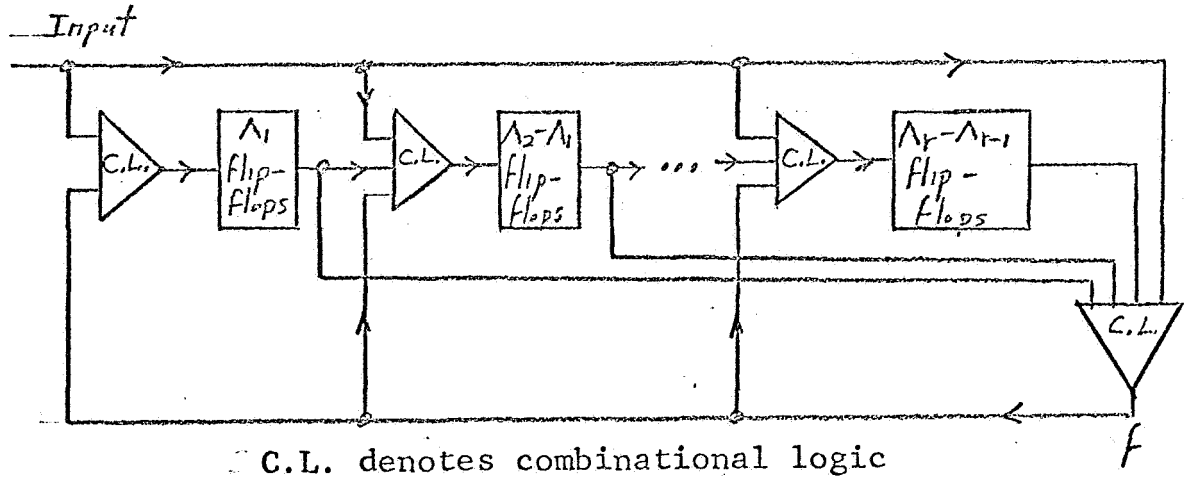 Input
C.L.
Λ₁
flip-
flops
C.L.
Λ₂-Λ₁
flip-
flops
...
C.L.
Λᵣ-Λᵣ₋₁
flip-
flops
C.L.
f
C.L. denotes combinational logic